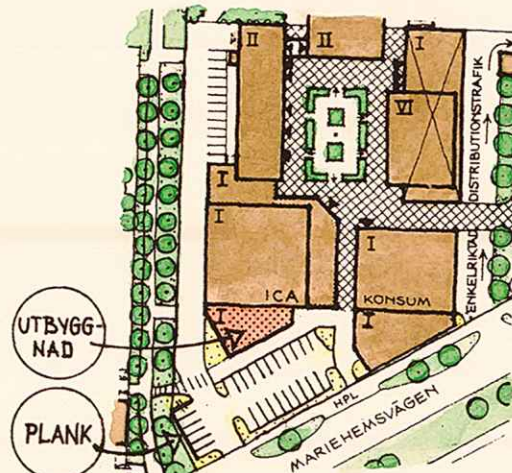 II
II
I
VI
I
I
ICA
I
KONSUM
I
I
ENKELRIKTAD DISTRIBUTIONSTRAFIK
UTBYGG-
NAD
PLANK
HPL
MARIEHEMSVÄGEN